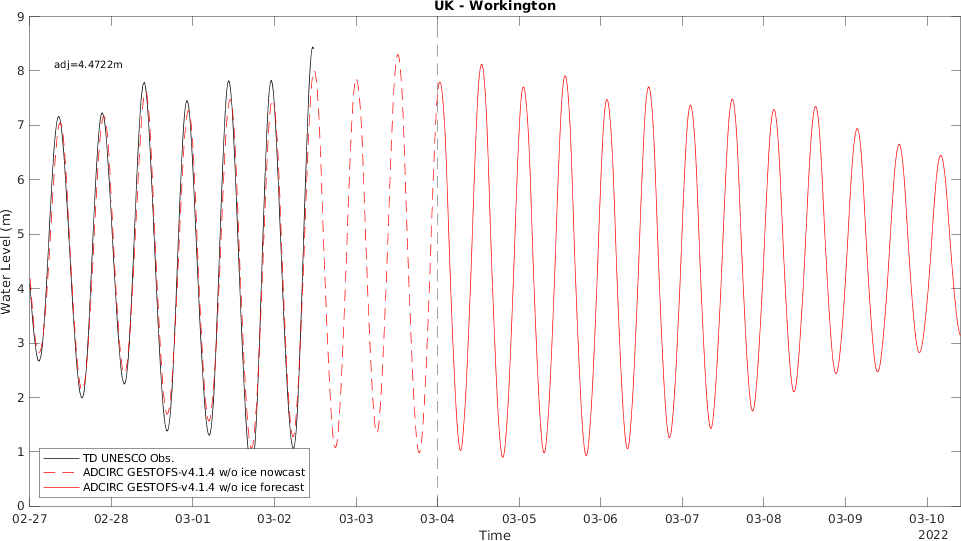 UK - Workington
9
8
7
6
5
4
3
2
1
0
Water Level (m)
adj=4.4722m
TD UNESCO Obs.
ADCIRC GESTOFS-v4.1.4 w/o ice nowcast
ADCIRC GESTOFS-v4.1.4 w/o ice forecast
02-27 02-28 03-01 03-02 03-03 03-04 03-05 03-06 03-07 03-08 03-09 03-10
Time
2022